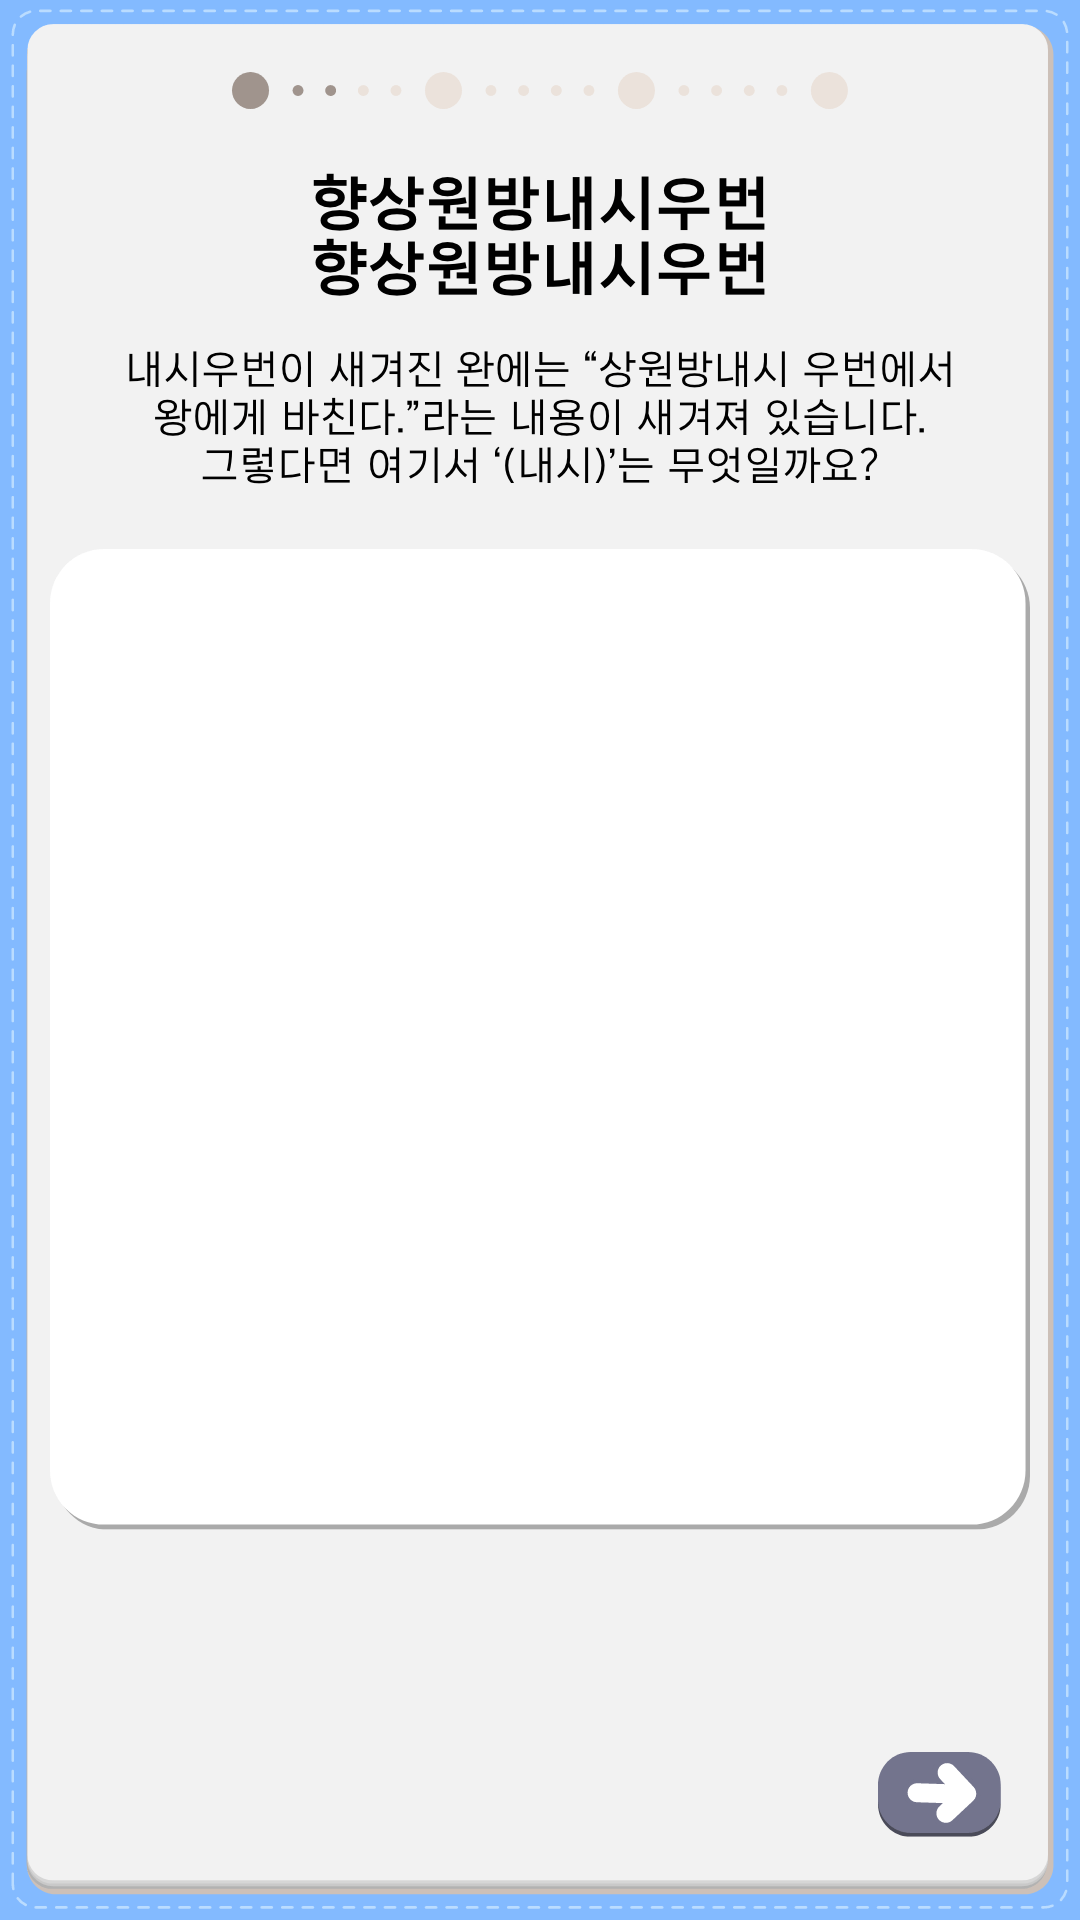 향상원방내시우번
향상원방내시우번
내시우번이 새겨진 완에는 “상원방내시 우번에서
왕에게 바친다.”라는 내용이 새겨져 있습니다.
그렇다면 여기서 ‘(내시)’는 무엇일까요?